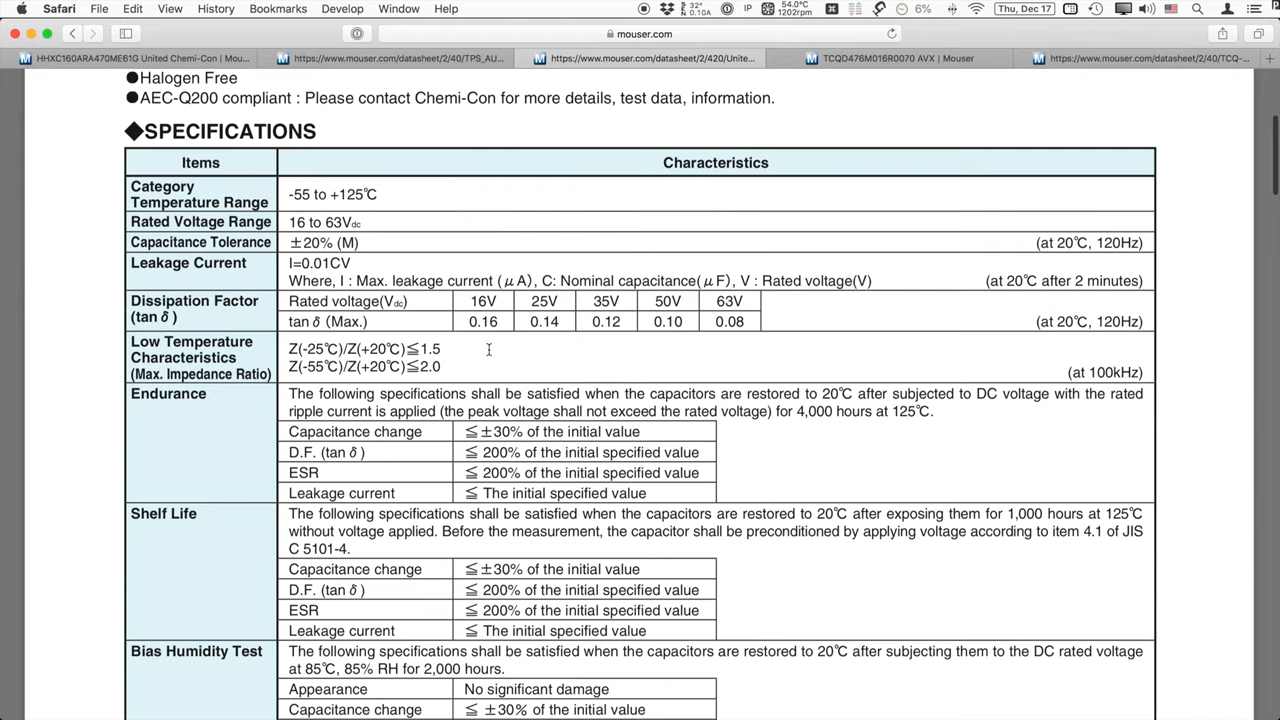 Safari File Edit View History Bookmarks Develop Window Help 32° 0.10A IP 54.0°C 1202rpm 6% Thu, Dec 17
mouser.com
HHXC160ARA470ME61G United Chemi-Con | Mou... https://www.mouser.com/datasheet/2/40/TPS_AU... https://www.mouser.com/datasheet/2/420/Unite... TCQD476M016R0070 AVX | Mouser https://www.mouser.com/datasheet/2/40/TCQ-...
●Halogen Free
●AEC-Q200 compliant : Please contact Chemi-Con for more details, test data, information.
◆SPECIFICATIONS
Items Characteristics
Category
Temperature Range
-55 to +125℃
Rated Voltage Range 16 to 63Vdc
Capacitance Tolerance ±20% (M) (at 20℃, 120Hz)
Leakage Current I=0.01CV
Where, I : Max. leakage current (μA), C: Nominal capacitance(μF), V : Rated voltage(V) (at 20℃ after 2 minutes)
Dissipation Factor
(tanδ)
Rated voltage(Vdc) 16V 25V 35V 50V 63V
tanδ (Max.) 0.16 0.14 0.12 0.10 0.08 (at 20℃, 120Hz)
Low Temperature
Characteristics
(Max. Impedance Ratio)
Z(-25℃)/Z(+20℃)≦1.5
Z(-55℃)/Z(+20℃)≦2.0
(at 100kHz)
Endurance The following specifications shall be satisfied when the capacitors are restored to 20℃ after subjected to DC voltage with the rated
ripple current is applied (the peak voltage shall not exceed the rated voltage) for 4,000 hours at 125℃.
Capacitance change ≦±30% of the initial value
D.F. (tanδ) ≦ 200% of the initial specified value
ESR ≦ 200% of the initial specified value
Leakage current ≦ The initial specified value
Shelf Life The following specifications shall be satisfied when the capacitors are restored to 20℃ after exposing them for 1,000 hours at 125℃
without voltage applied. Before the measurement, the capacitor shall be preconditioned by applying voltage according to item 4.1 of JIS
C 5101-4.
Capacitance change ≦±30% of the initial value
D.F. (tanδ) ≦ 200% of the initial specified value
ESR ≦ 200% of the initial specified value
Leakage current ≦ The initial specified value
Bias Humidity Test The following specifications shall be satisfied when the capacitors are restored to 20℃ after subjecting them to the DC rated voltage
at 85℃, 85% RH for 2,000 hours.
Appearance No significant damage
Capacitance change ≦ ±30% of the initial value